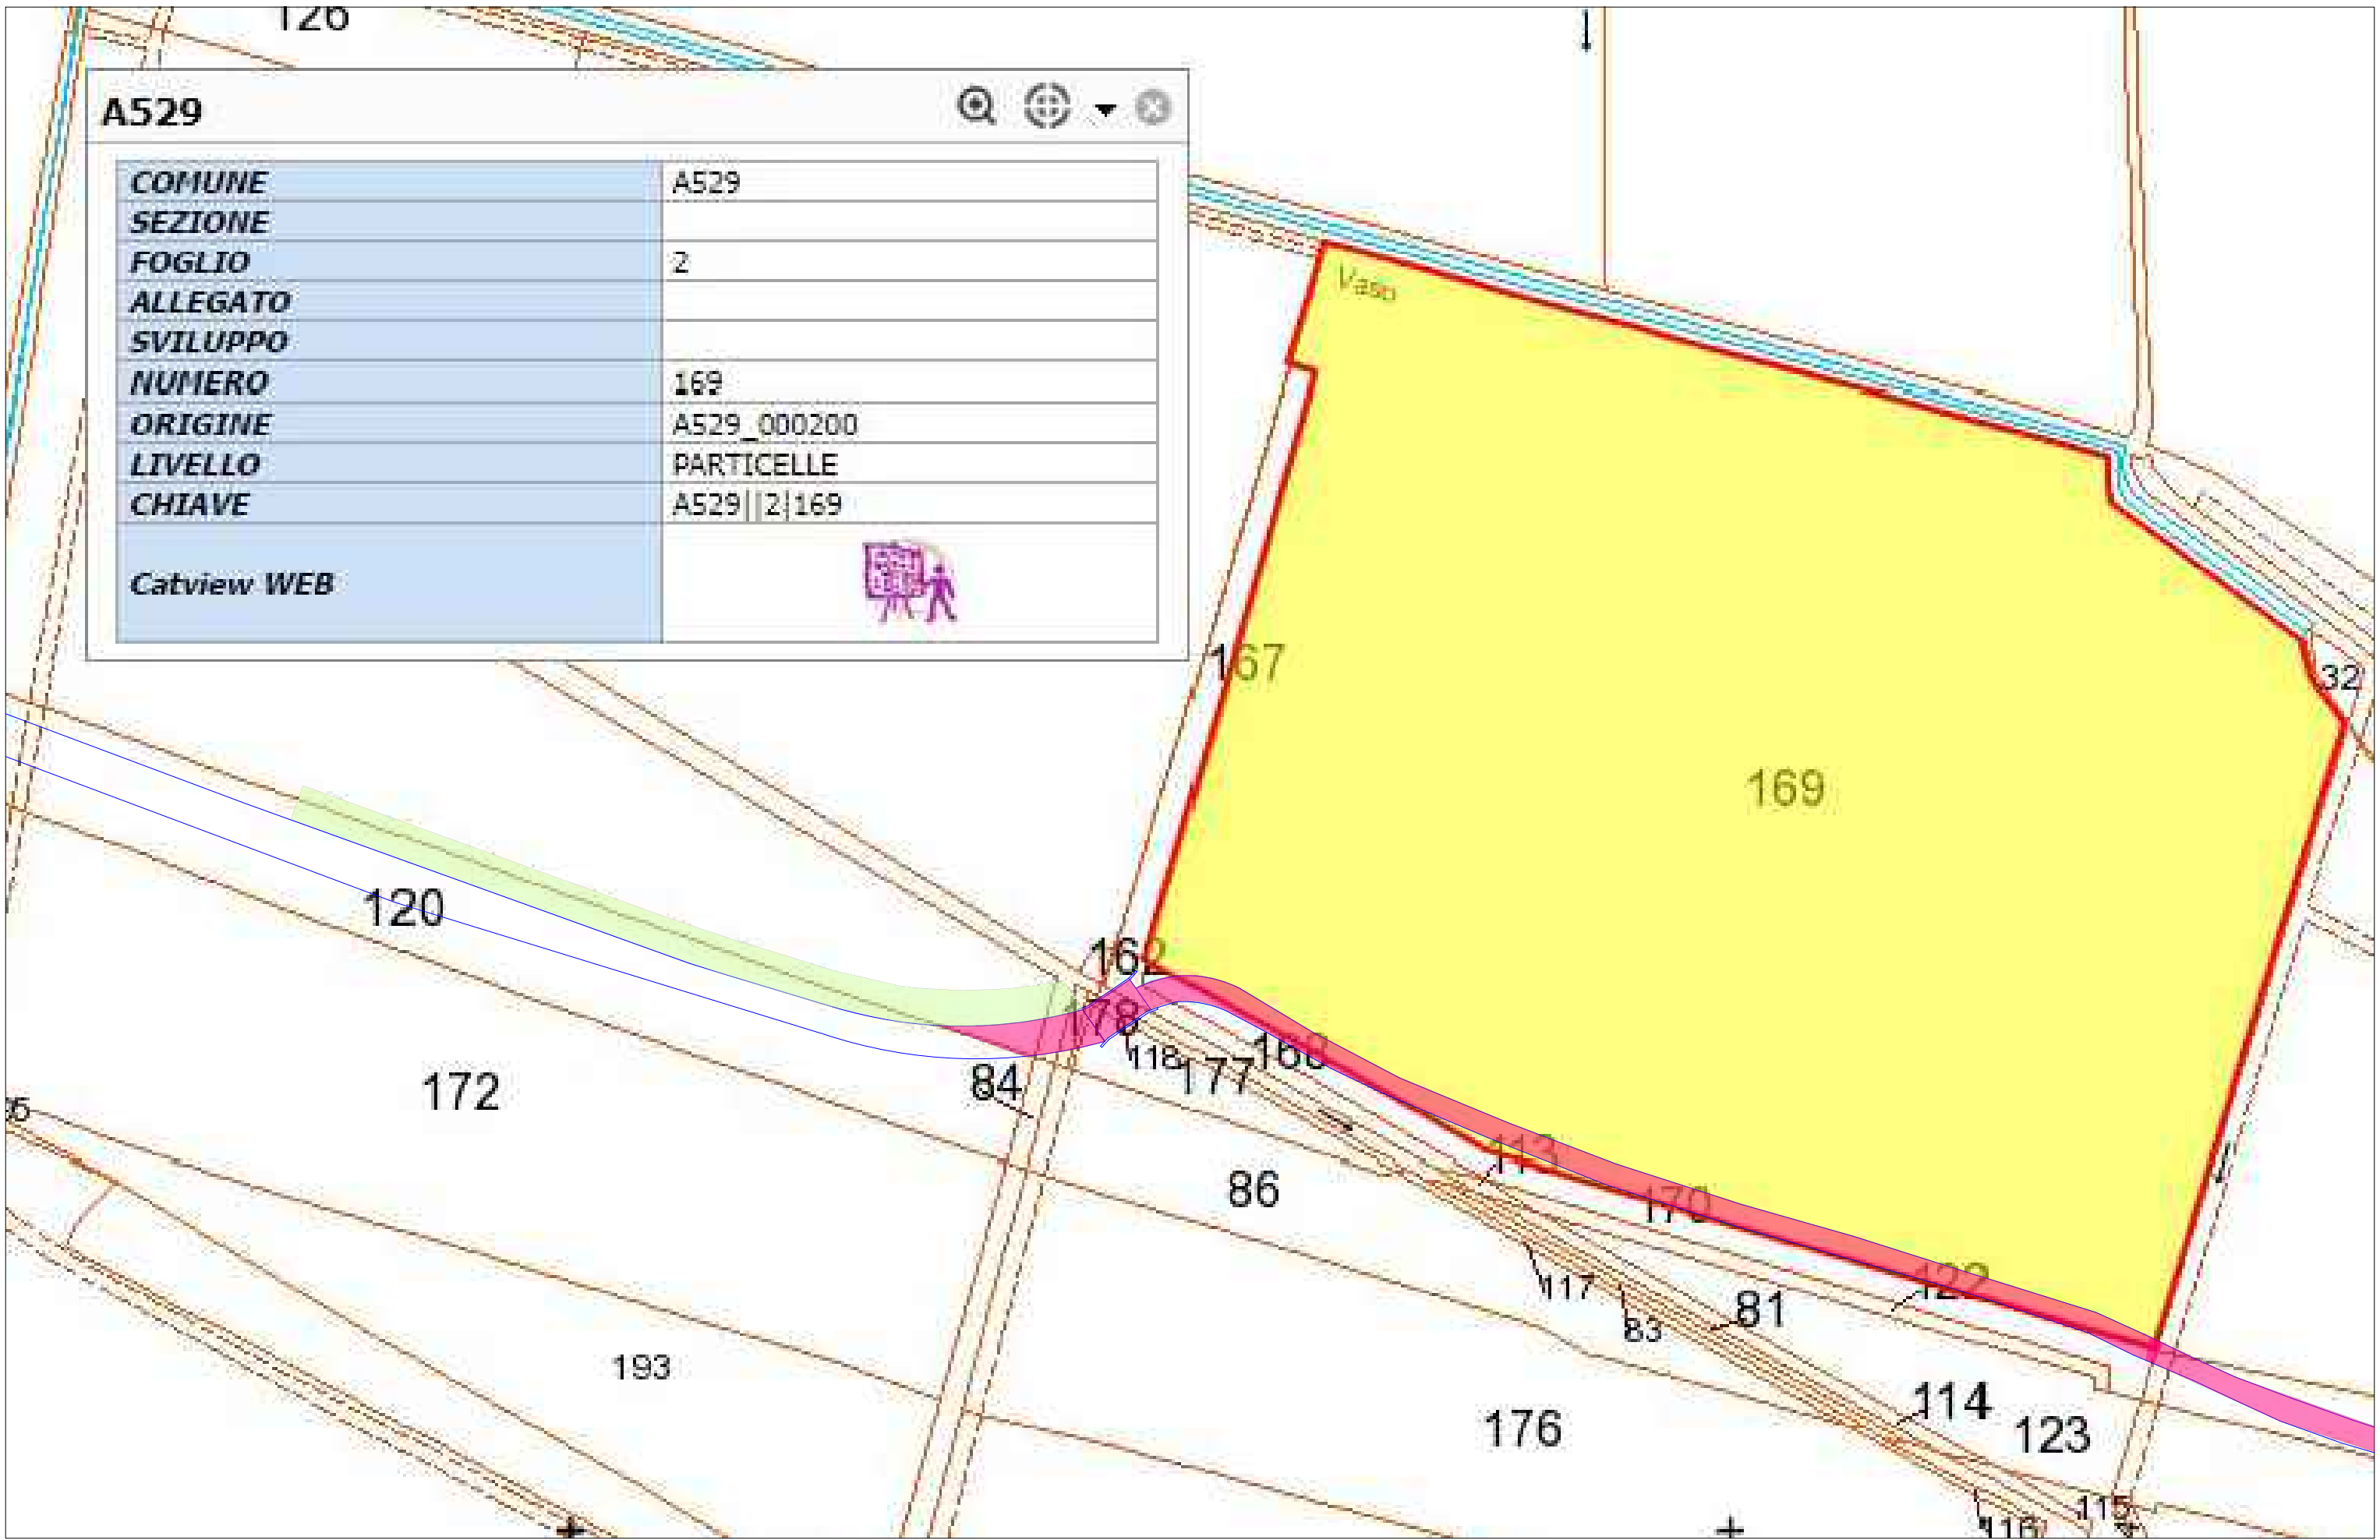 126
A529
COMUNE A529
SEZIONE
FOGLIO 2
ALLEGATO
SVILUPPO
NUMERO 169
ORIGINE A529_000200
LIVELLO PARTICELLE
CHIAVE A529||2|169
Catview WEB
Vaso
167
32
169
120
162
178
118
177
168
84
172
113
170
86
122
117
81
83
193
114
123
176
115
116